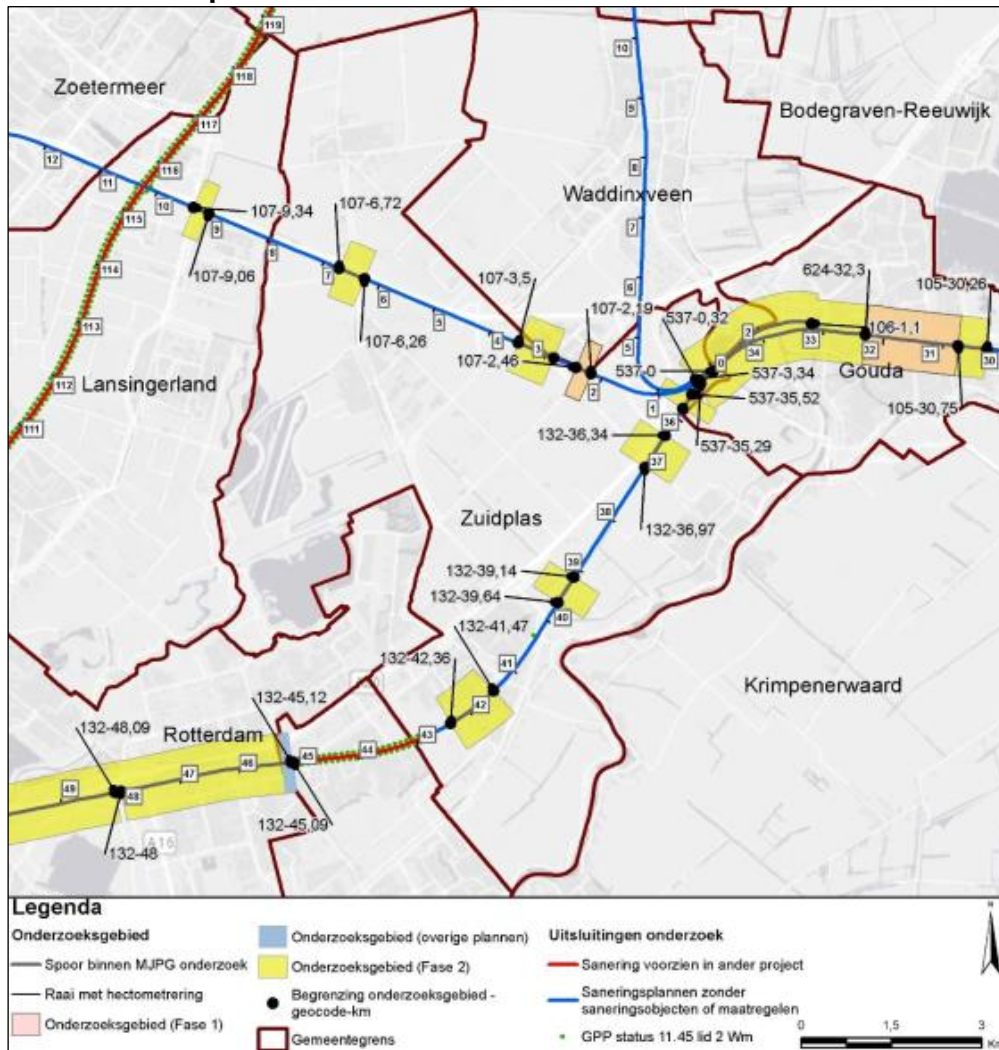 119
118
Zoetermeer
117
12
116
11
10
115
9
107-9,34
107-9,06
8
107-6,72
7
6
107-6,26
5
114
113
112
111
Lansingerland
10
9
8
7
6
5
Bodegraven-Reeuwijk
Waddinxveen
107-3,5
4
3
107-2,19
107-2,46
2
1
537-0,32
537-0
624-32,3
105-30,26
106-1,1
2
0
34
33
32
31
30
Gouda
537-3,34
537-35,52
105-30,75
537-35,29
36
132-36,34
37
132-36,97
38
Zuidplas
39
132-39,14
132-39,64
40
132-41,47
41
132-42,36
42
Krimpenerwaard
43
44
45
132-45,12
Rotterdam
132-48,09
46
47
48
49
132-45,09
132-48
A16
Legenda
Onderzoeksgebied
Spoor binnen MJPG onderzoek
Raai met hectometrering
Onderzoeksgebied (Fase 1)
Onderzoeksgebied (overige plannen)
Onderzoeksgebied (Fase 2)
Begrenzing onderzoeksgebied -
geocode-km
Gemeentegrens
Uitsluitingen onderzoek
Sanering voorzien in ander project
Saneringsplannen zonder
saneringsobjecten of maatregelen
GPP status 11.45 lid 2 Wm
N
0 1,5 3